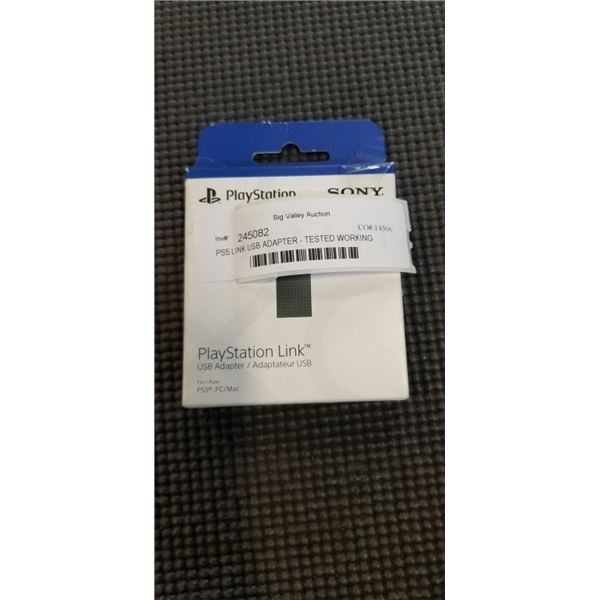 PlayStation SONY
Big Valley Auction
Inv#: 245082 CO#:14566
PS5 LINK USB ADAPTER - TESTED WORKING
PlayStation Link™
USB Adapter / Adaptateur USB
For / Pour
PS5®, PC/Mac